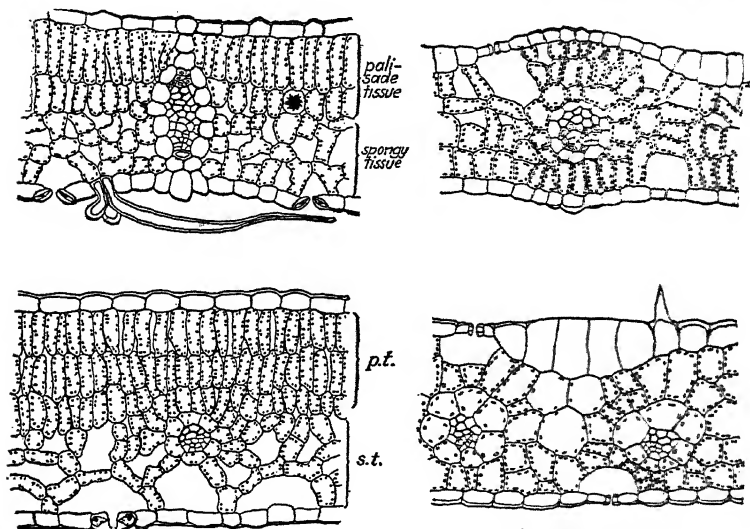 pali-
sade
tissue
spongy
tissue
p.t.
s.t.